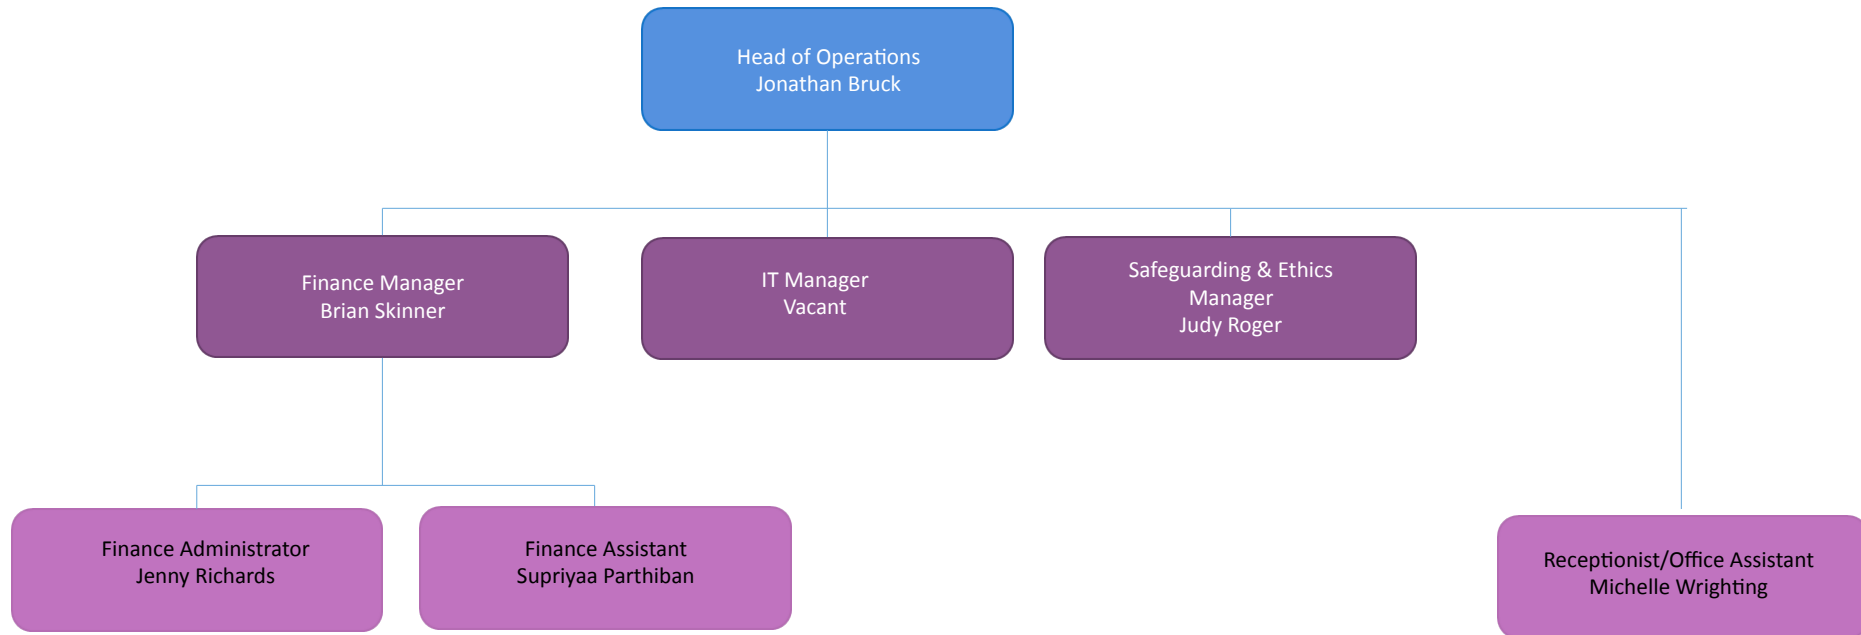 Head of Operations
Jonathan Bruck
Finance Manager
Brian Skinner
IT Manager
Vacant
Safeguarding & Ethics
Manager
Judy Roger
Finance Administrator
Jenny Richards
Finance Assistant
Supriyaa Parthiban
Receptionist/Office Assistant
Michelle Wrighting